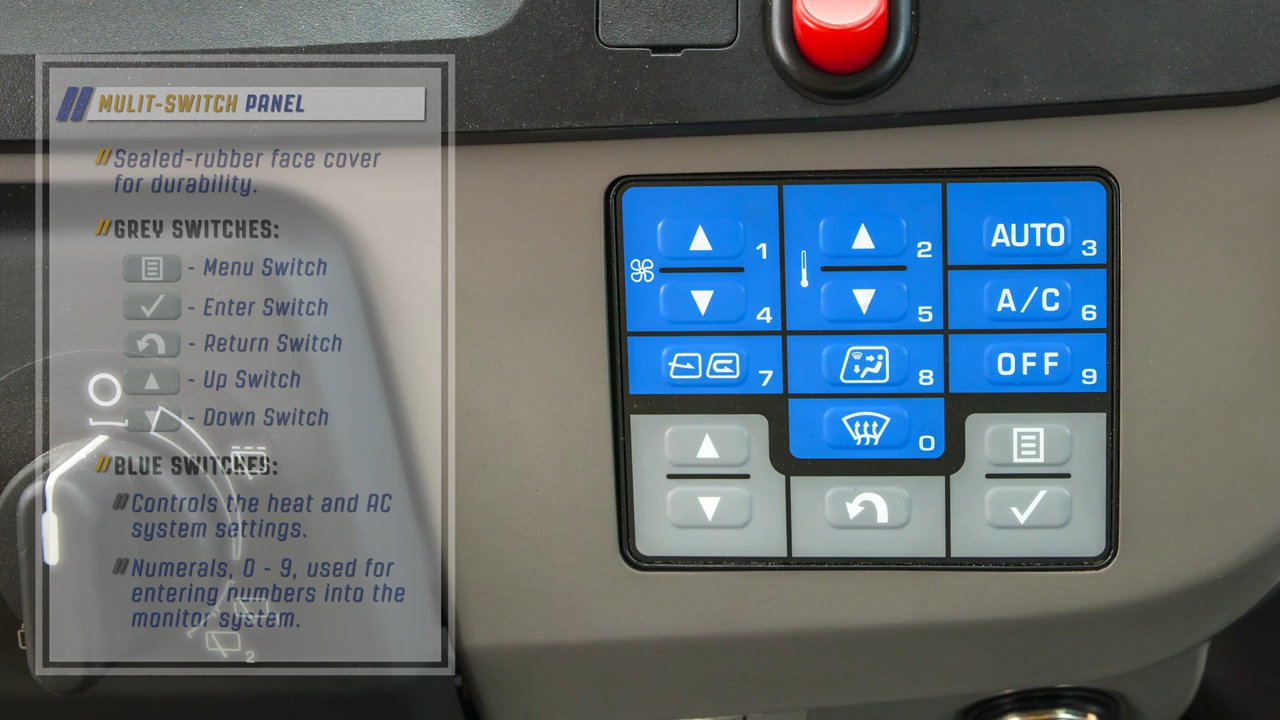 MULIT-SWITCH PANEL
Sealed-rubber face cover
for durability.
GREY SWITCHES:
- Menu Switch
- Enter Switch
- Return Switch
- Up Switch
- Down Switch
BLUE SWITCHES:
Controls the heat and AC
system settings.
Numerals, 0 - 9, used for
entering numbers into the
monitor system.
2
1
2
AUTO 3
4
5
A/C 6
7
8
OFF 9
0